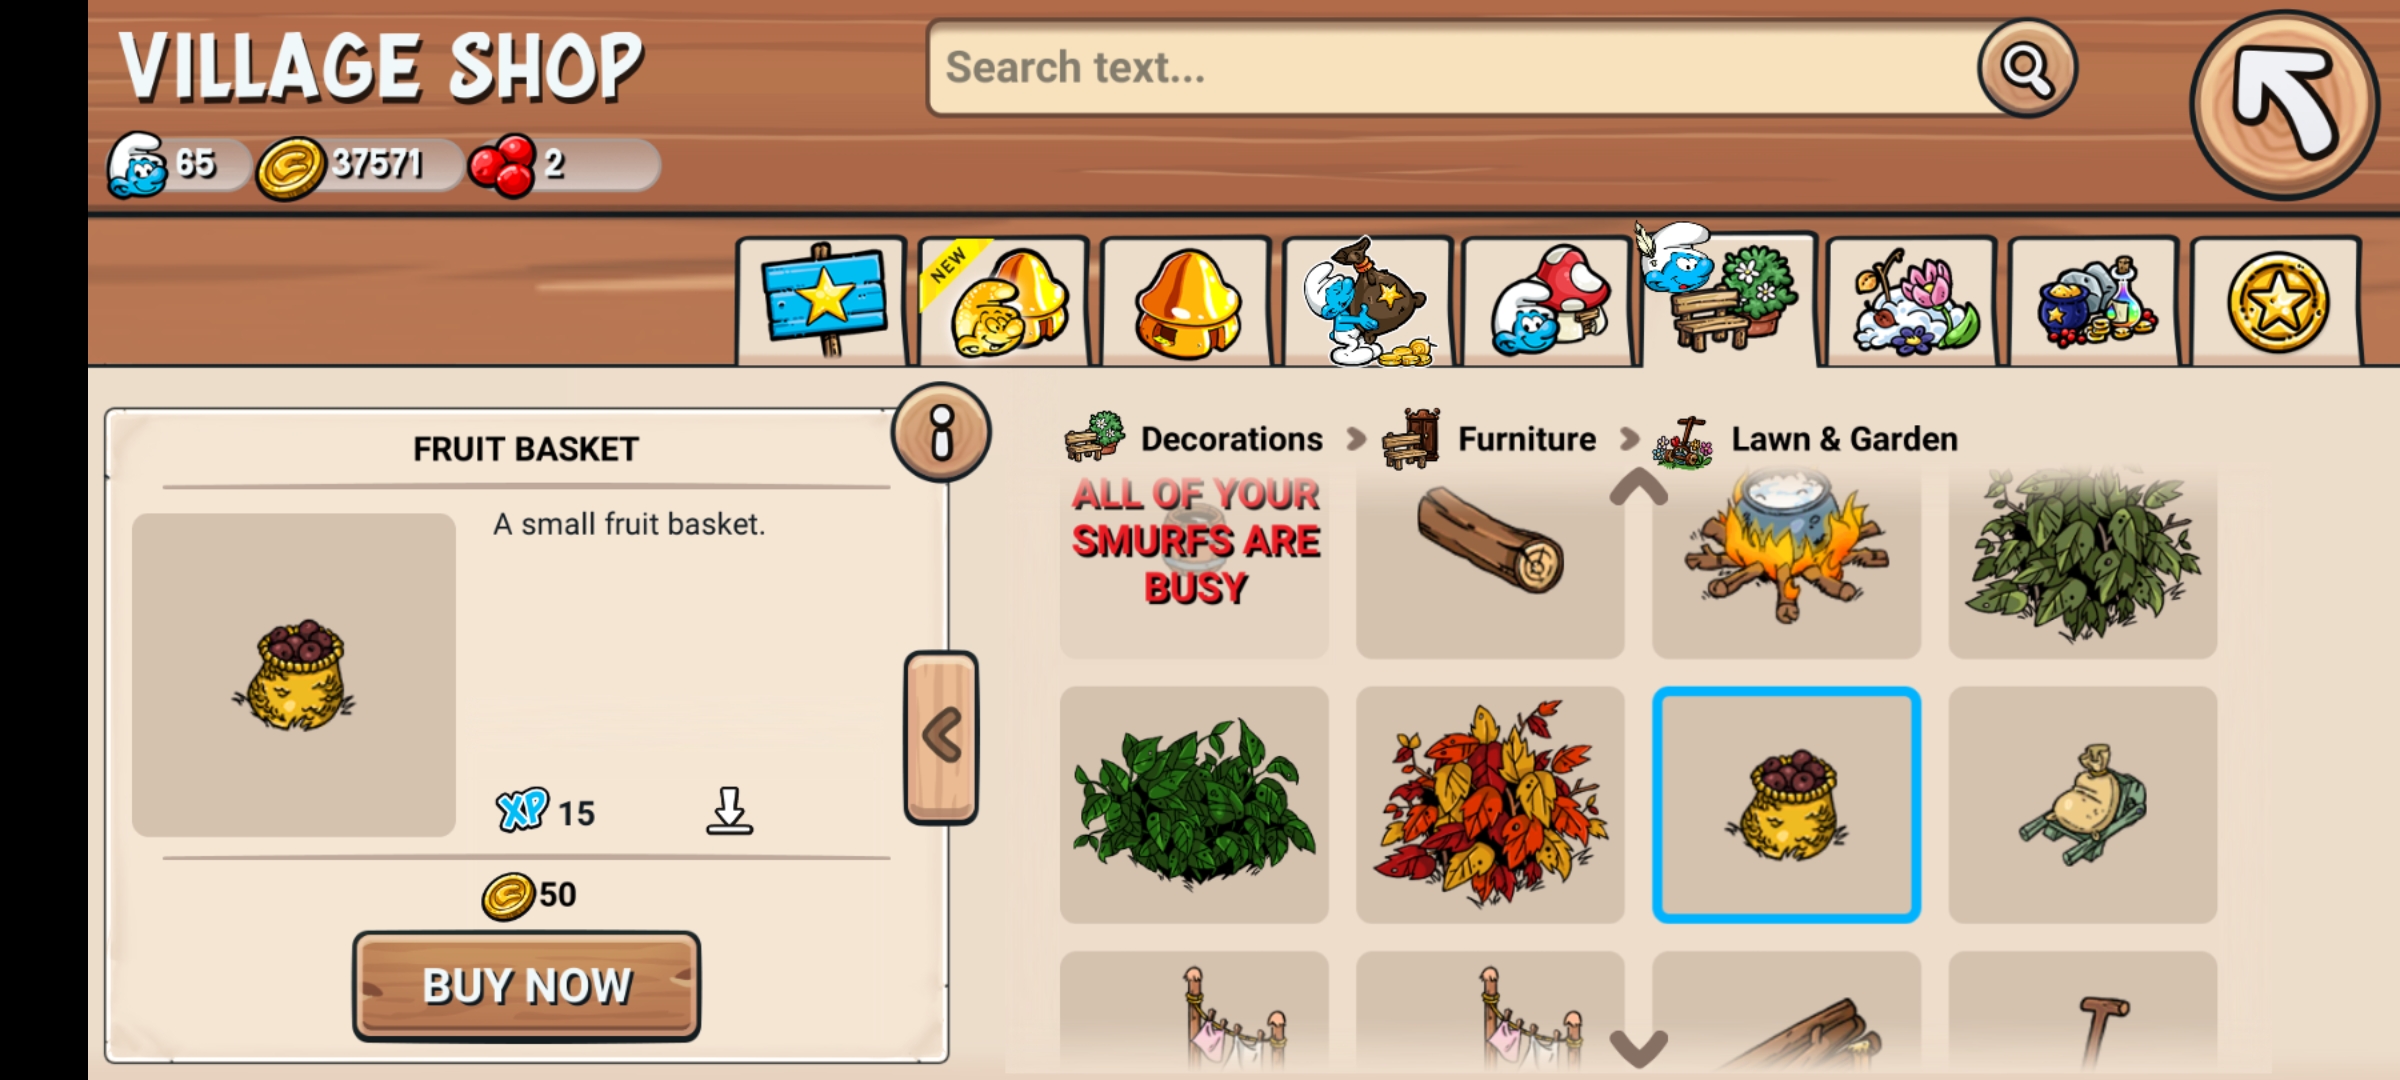 VILLAGE SHOP
Search text...
65
37571
2
NEW
FRUIT BASKET
A small fruit basket.
XP 15
50
BUY NOW
Decorations
Furniture
Lawn & Garden
ALL OF YOUR
SMURFS ARE
BUSY